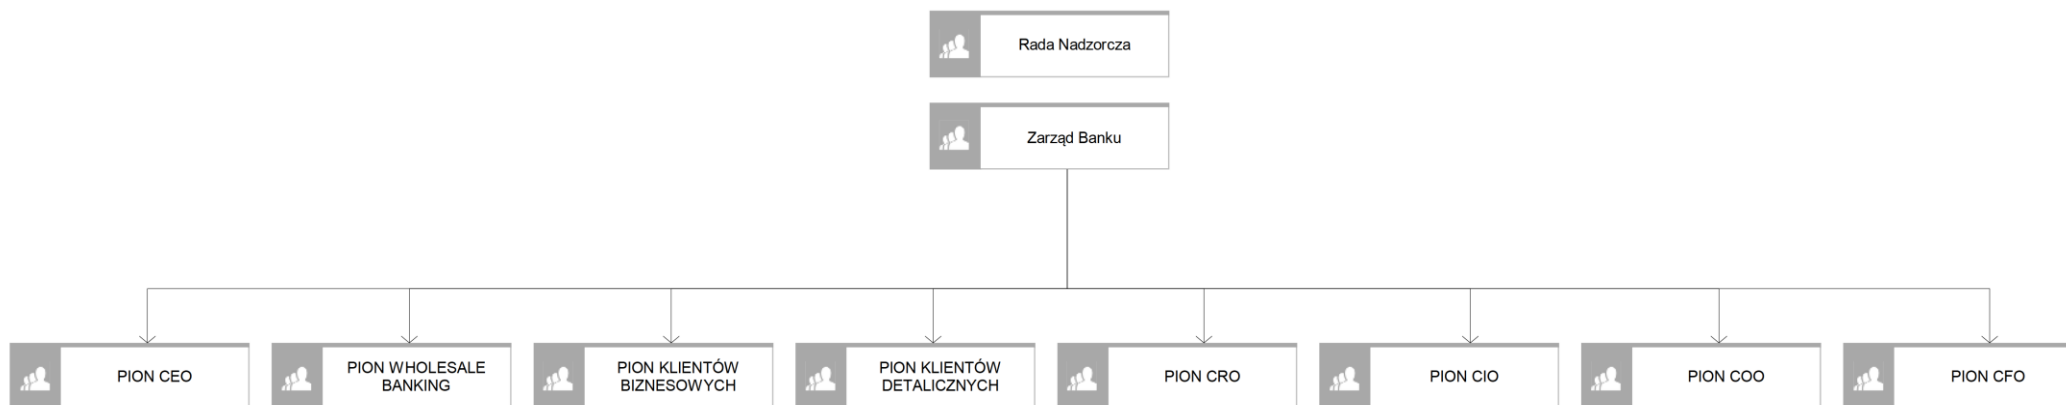 Rada Nadzorcza
Zarząd Banku
PION CEO
PION WHOLESALE
BANKING
PION KLIENTÓW
BIZNESOWYCH
PION KLIENTÓW
DETALICZNYCH
PION CRO
PION CIO
PION COO
PION CFO